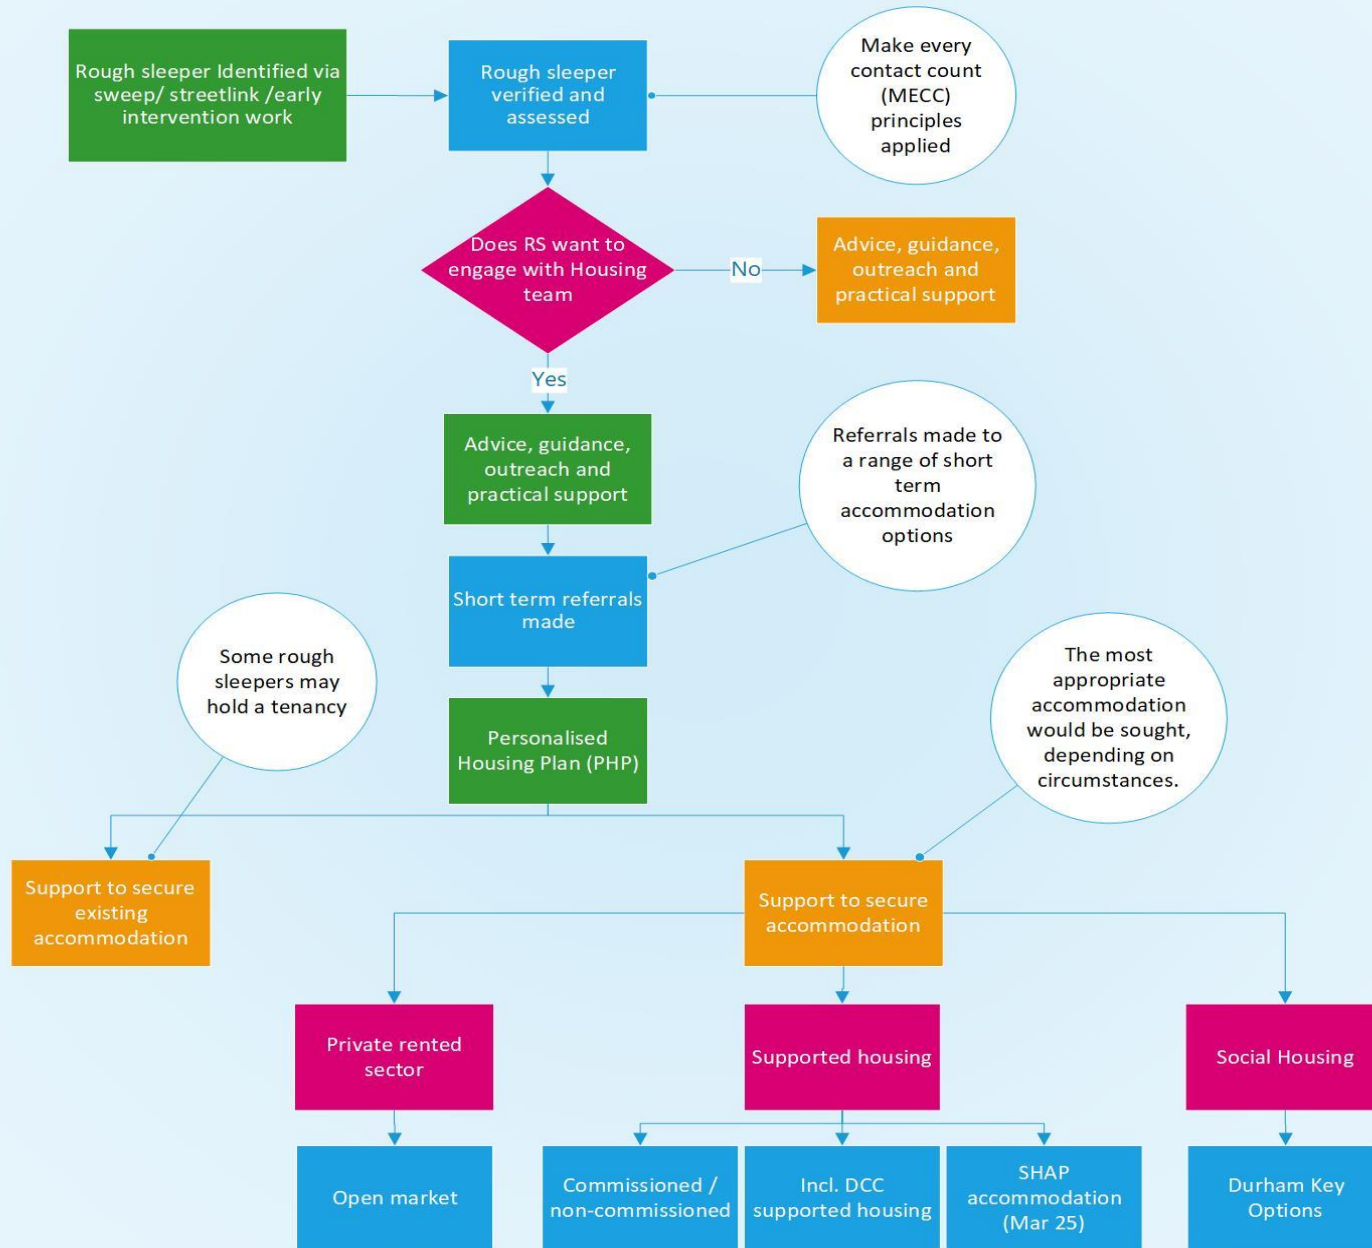 Rough sleeper Identified via
sweep/ streetlink /early
intervention work
Rough sleeper
verified and
assessed
Make every
contact count
(MECC)
principles
applied
Does RS want to
engage with Housing
team
No
Advice, guidance,
outreach and
practical support
Yes
Advice, guidance,
outreach and
practical support
Referrals made to
a range of short
term
accommodation
options
Short term referrals
made
Some rough
sleepers may
hold a tenancy
The most
appropriate
accommodation
would be sought,
depending on
circumstances.
Personalised
Housing Plan (PHP)
Support to secure
existing
accommodation
Support to secure
accommodation
Private rented
sector
Supported housing
Social Housing
Open market
Commissioned /
non-commissioned
Incl. DCC
supported housing
SHAP
accommodation
(Mar 25)
Durham Key
Options